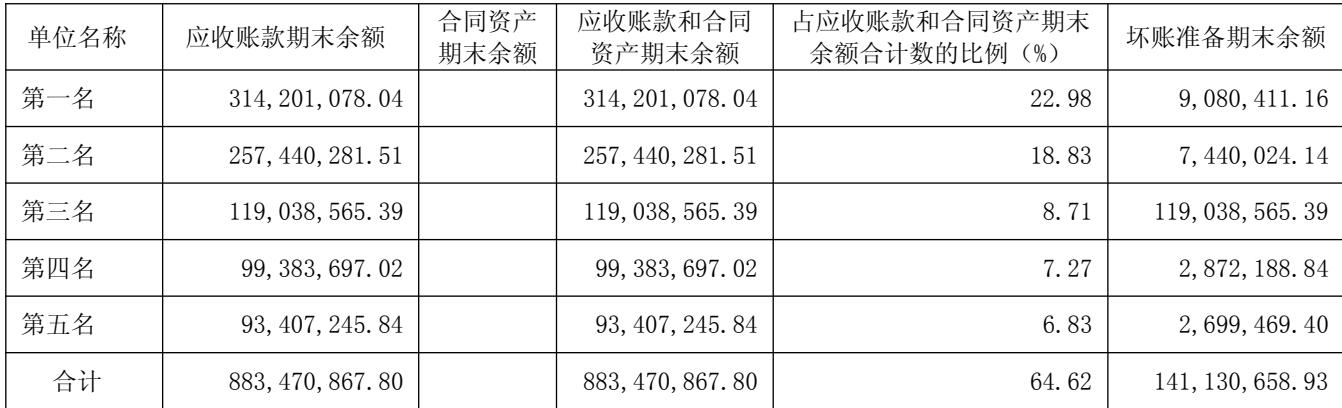 单位名称 应收账款期末余额 合同资产期末余额 应收账款和合同资产期末余额 占应收账款和合同资产期末余额合计数的比例（%） 坏账准备期末余额
第一名 314,201,078.04 314,201,078.04 22.98 9,080,411.16
第二名 257,440,281.51 257,440,281.51 18.83 7,440,024.14
第三名 119,038,565.39 119,038,565.39 8.71 119,038,565.39
第四名 99,383,697.02 99,383,697.02 7.27 2,872,188.84
第五名 93,407,245.84 93,407,245.84 6.83 2,699,469.40
合计 883,470,867.80 883,470,867.80 64.62 141,130,658.93